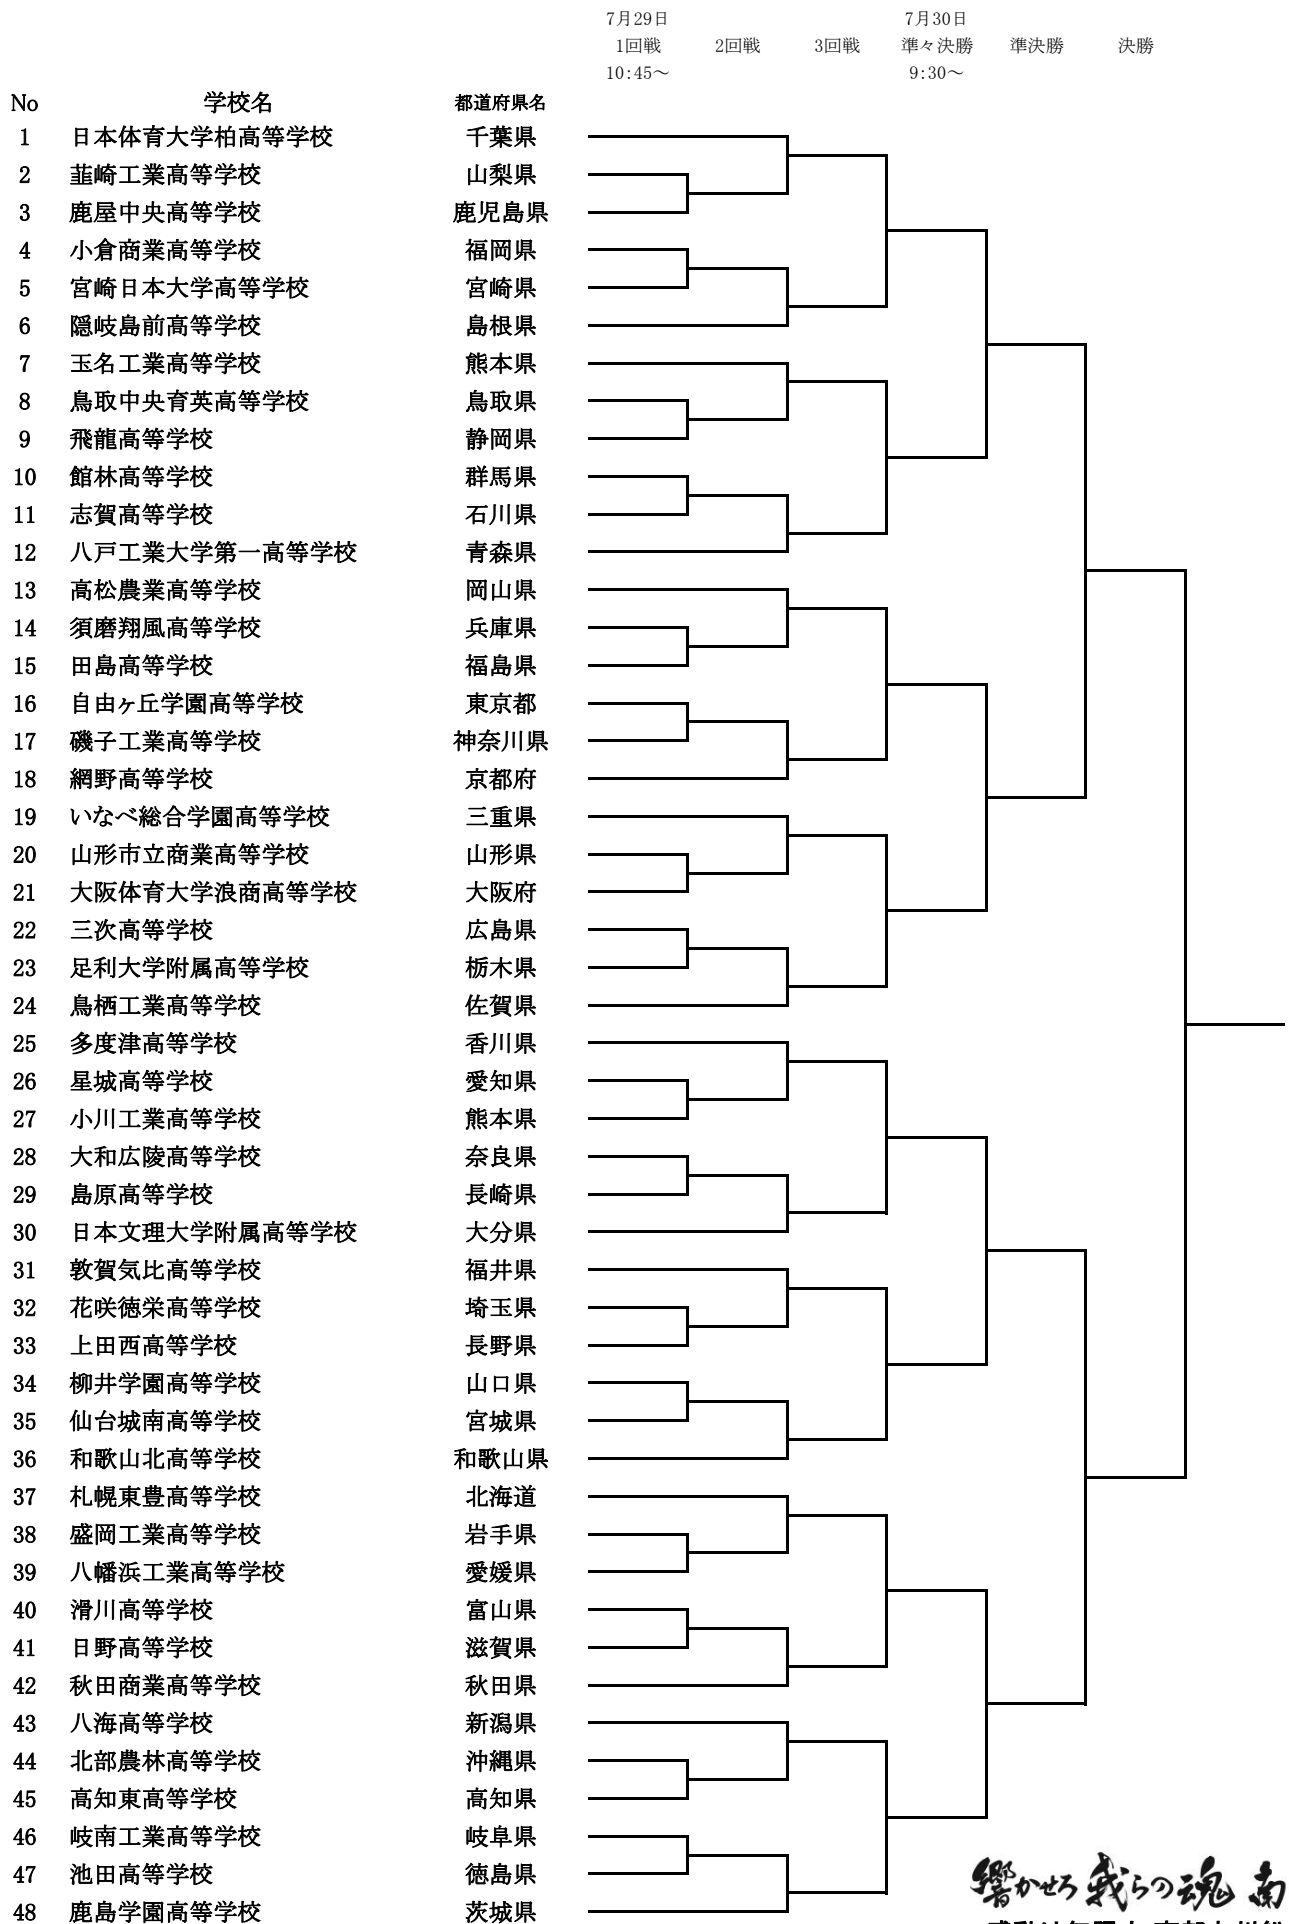 7月29日 7月30日
1回戦 2回戦 3回戦 準々決勝 準決勝 決勝
10:45～ 9:30～
No 学校名 都道府県名
1 日本体育大学柏高等学校 千葉県
2 韮崎工業高等学校 山梨県
3 鹿屋中央高等学校 鹿児島県
4 小倉商業高等学校 福岡県
5 宮崎日本大学高等学校 宮崎県
6 隠岐島前高等学校 島根県
7 玉名工業高等学校 熊本県
8 鳥取中央育英高等学校 鳥取県
9 飛龍高等学校 静岡県
10 館林高等学校 群馬県
11 志賀高等学校 石川県
12 八戸工業大学第一高等学校 青森県
13 高松農業高等学校 岡山県
14 須磨翔風高等学校 兵庫県
15 田島高等学校 福島県
16 自由ヶ丘学園高等学校 東京都
17 磯子工業高等学校 神奈川県
18 網野高等学校 京都府
19 いなべ総合学園高等学校 三重県
20 山形市立商業高等学校 山形県
21 大阪体育大学浪商高等学校 大阪府
22 三次高等学校 広島県
23 足利大学附属高等学校 栃木県
24 鳥栖工業高等学校 佐賀県
25 多度津高等学校 香川県
26 星城高等学校 愛知県
27 小川工業高等学校 熊本県
28 大和広陵高等学校 奈良県
29 島原高等学校 長崎県
30 日本文理大学附属高等学校 大分県
31 敦賀気比高等学校 福井県
32 花咲徳栄高等学校 埼玉県
33 上田西高等学校 長野県
34 柳井学園高等学校 山口県
35 仙台城南高等学校 宮城県
36 和歌山北高等学校 和歌山県
37 札幌東豊高等学校 北海道
38 盛岡工業高等学校 岩手県
39 八幡浜工業高等学校 愛媛県
40 滑川高等学校 富山県
41 日野高等学校 滋賀県
42 秋田商業高等学校 秋田県
43 八海高等学校 新潟県
44 北部農林高等学校 沖縄県
45 高知東高等学校 高知県
46 岐南工業高等学校 岐阜県
47 池田高等学校 徳島県
48 鹿島学園高等学校 茨城県
響かせろ 我らの魂 南